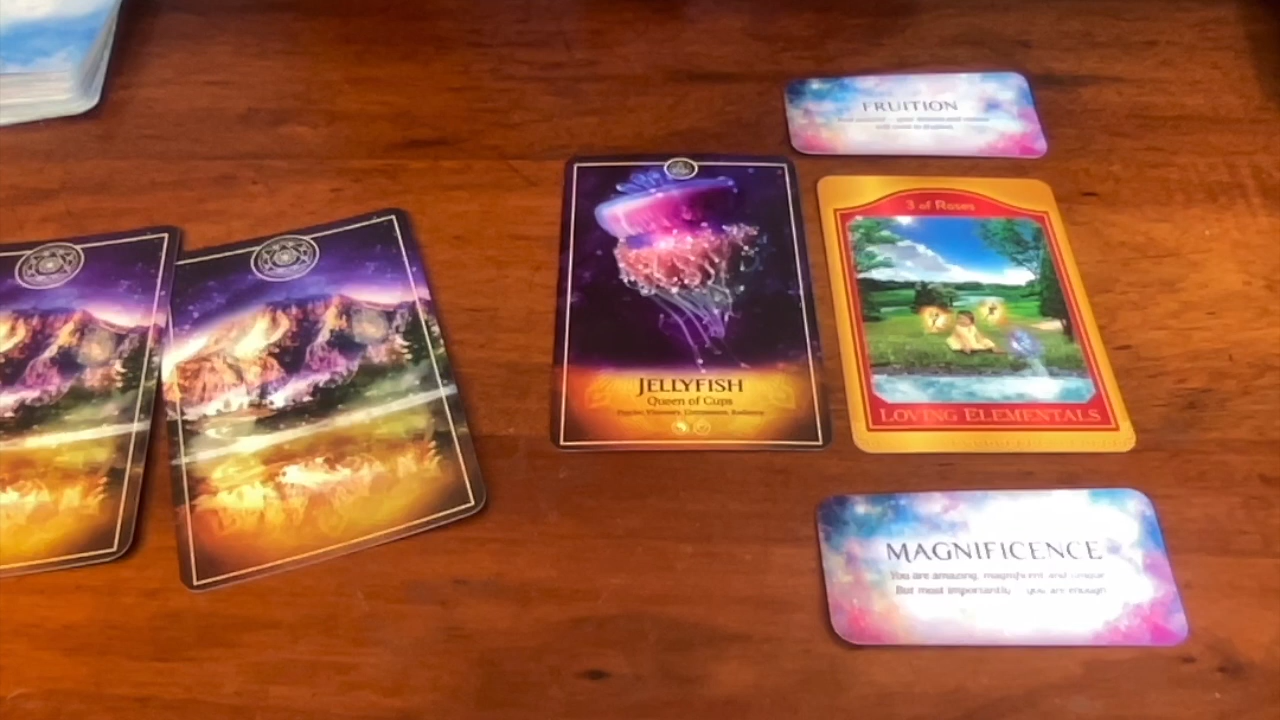 FRUITION
JELLYFISH
Queen of Cups
3 of Roses
LOVING ELEMENTALS
MAGNIFICENCE
You are amazing, magnificent and unique
But most importantly you are enough